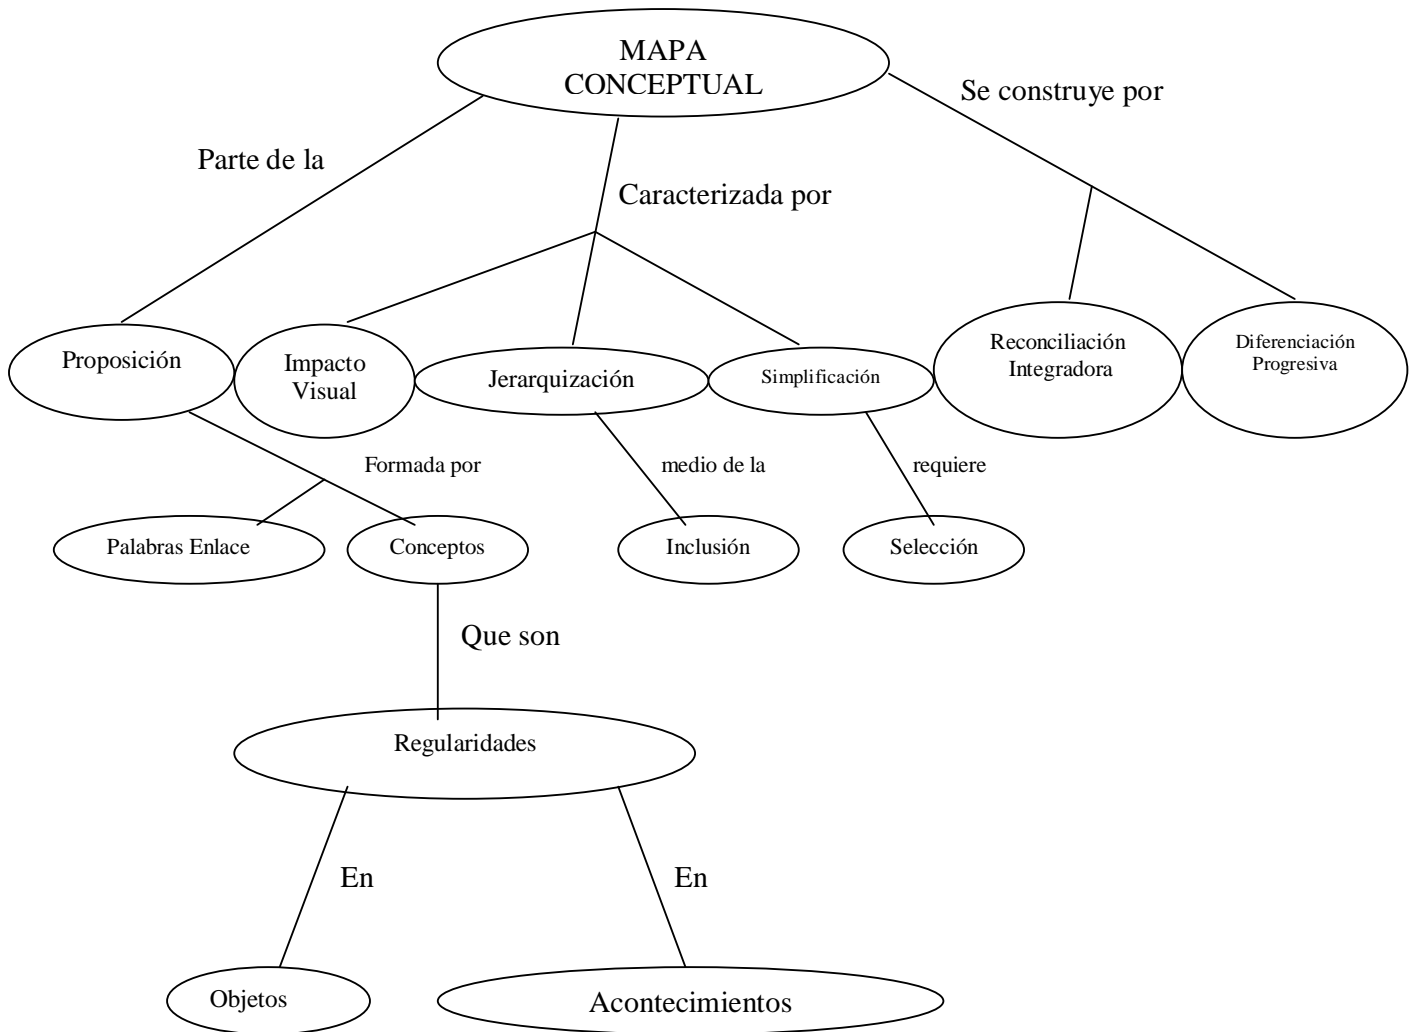 MAPA
CONCEPTUAL
Se construye por
Parte de la
Caracterizada por
Proposición
Impacto
Visual
Jerarquización
Simplificación
Reconciliación
Integradora
Diferenciación
Progresiva
Formada por
medio de la
requiere
Palabras Enlace
Conceptos
Inclusión
Selección
Que son
Regularidades
En
En
Objetos
Acontecimientos